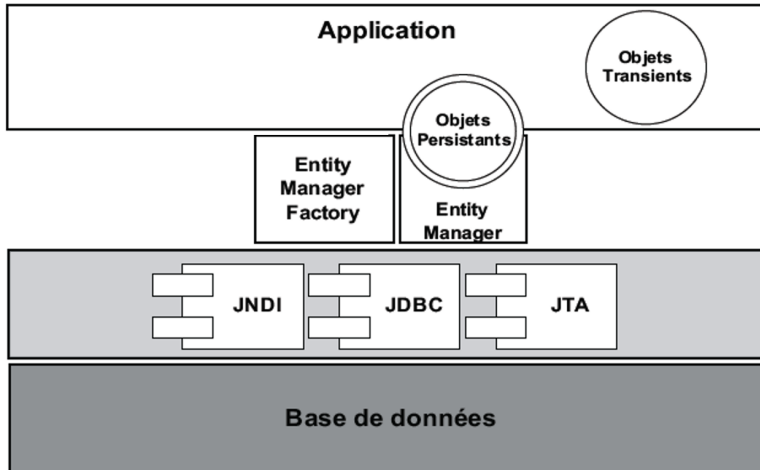 Application
Objets
Transients
Objets
Persistants
Entity
Manager
Factory
Entity
Manager
JNDI
JDBC
JTA
Base de données